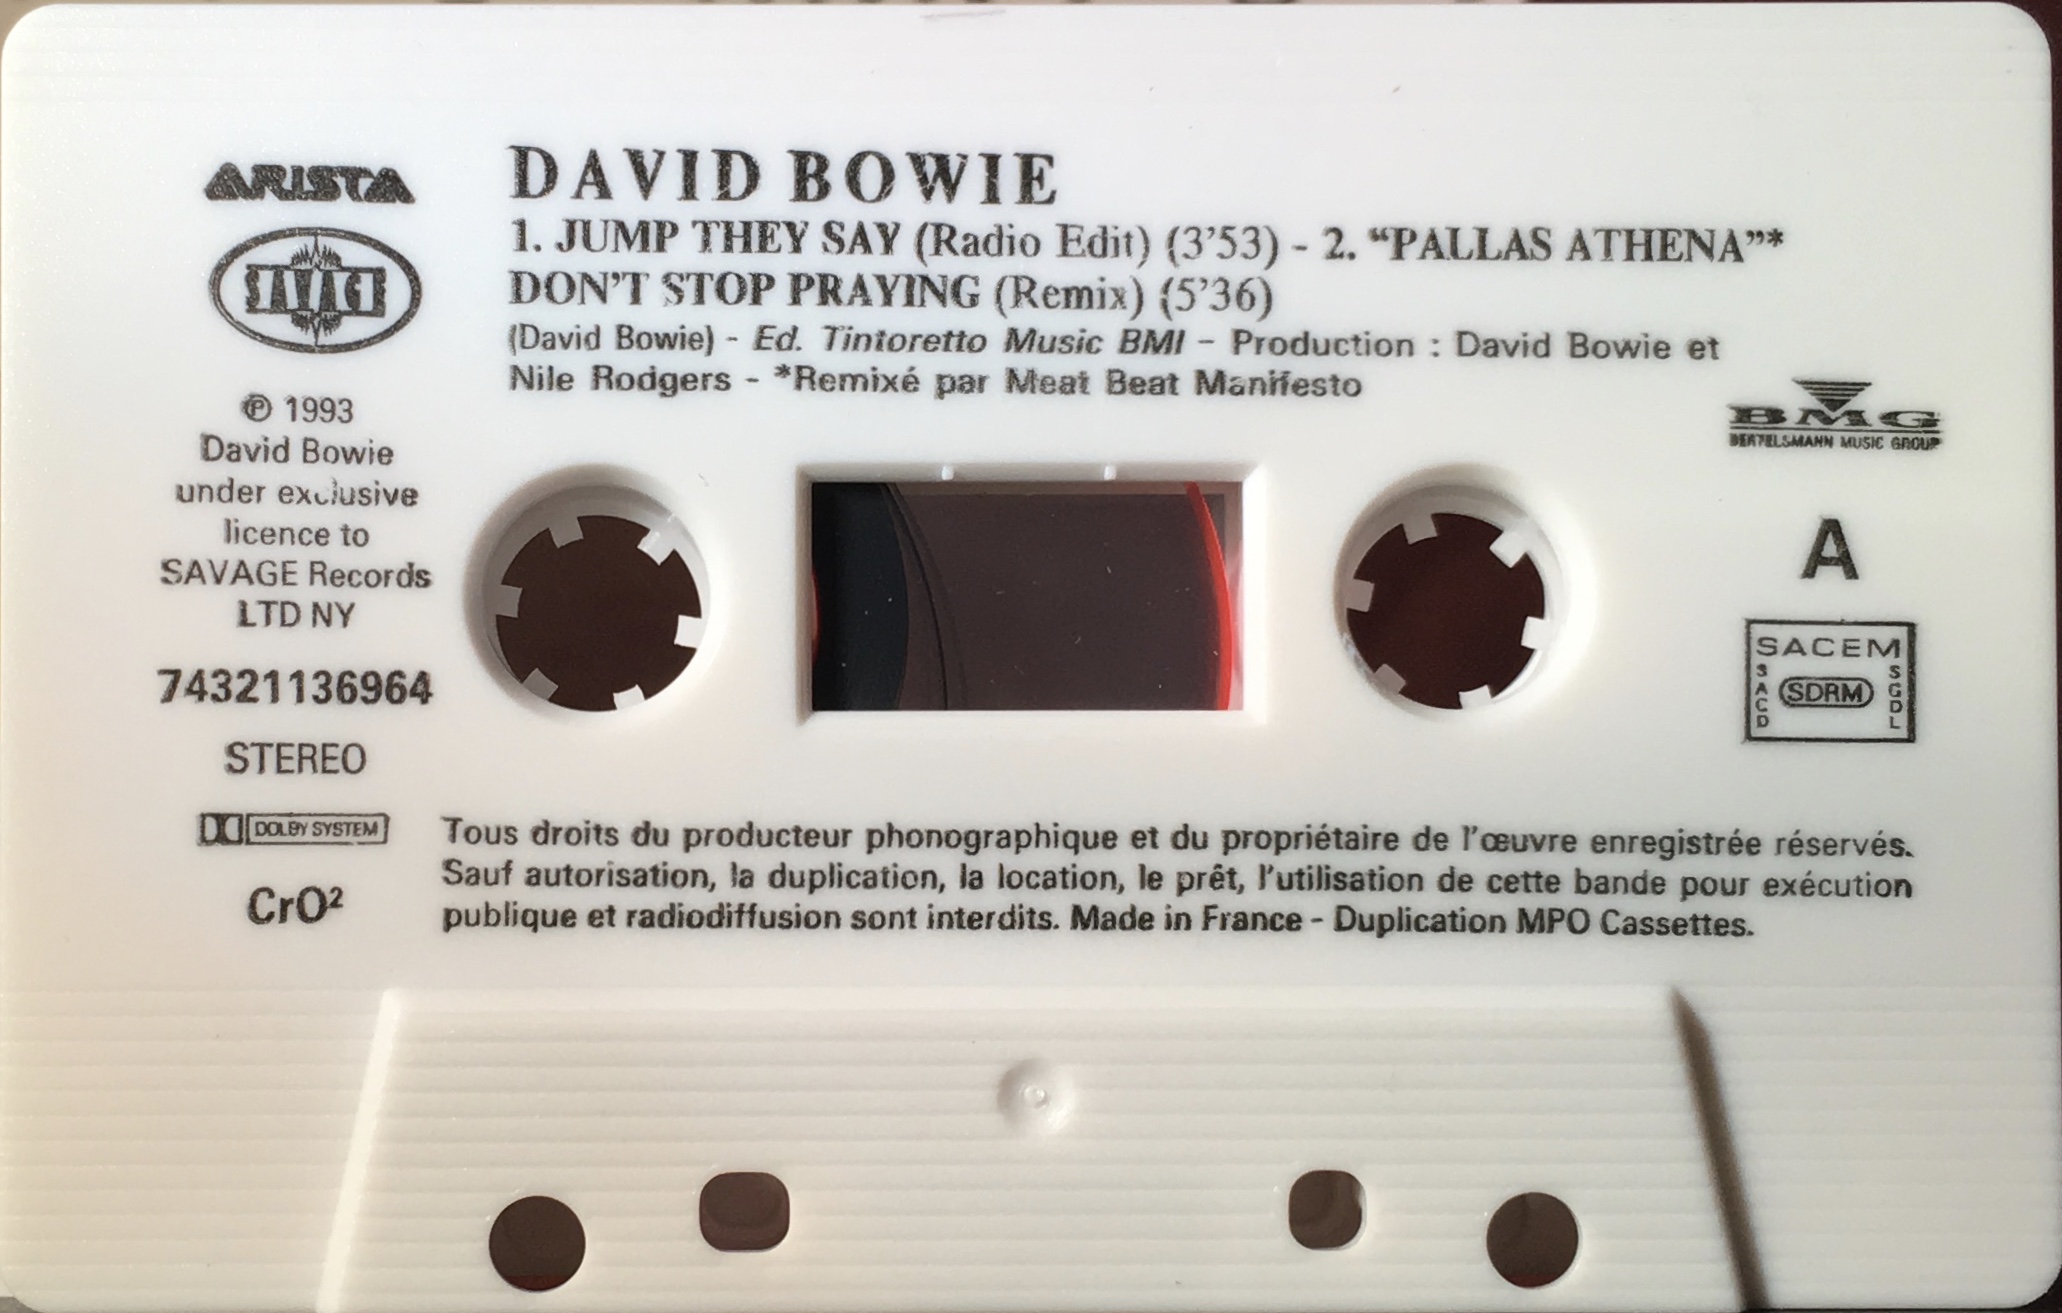 ARISTA
SAVAGE
℗ 1993
David Bowie
under exclusive
licence to
SAVAGE Records
LTD NY
74321136964
STEREO
DOLBY SYSTEM
CrO²
DAVID BOWIE
1. JUMP THEY SAY (Radio Edit) (3'53) - 2. “PALLAS ATHENA”*
DON'T STOP PRAYING (Remix) (5'36)
(David Bowie) - Ed. Tintoretto Music BMI - Production : David Bowie et
Nile Rodgers - *Remixé par Meat Beat Manifesto
BMG
BERTELSMANN MUSIC GROUP
A
SACEM
SACD
SDRM
SGDL
Tous droits du producteur phonographique et du propriétaire de l'œuvre enregistrée réservés.
Sauf autorisation, la duplication, la location, le prêt, l'utilisation de cette bande pour exécution
publique et radiodiffusion sont interdits. Made in France - Duplication MPO Cassettes.